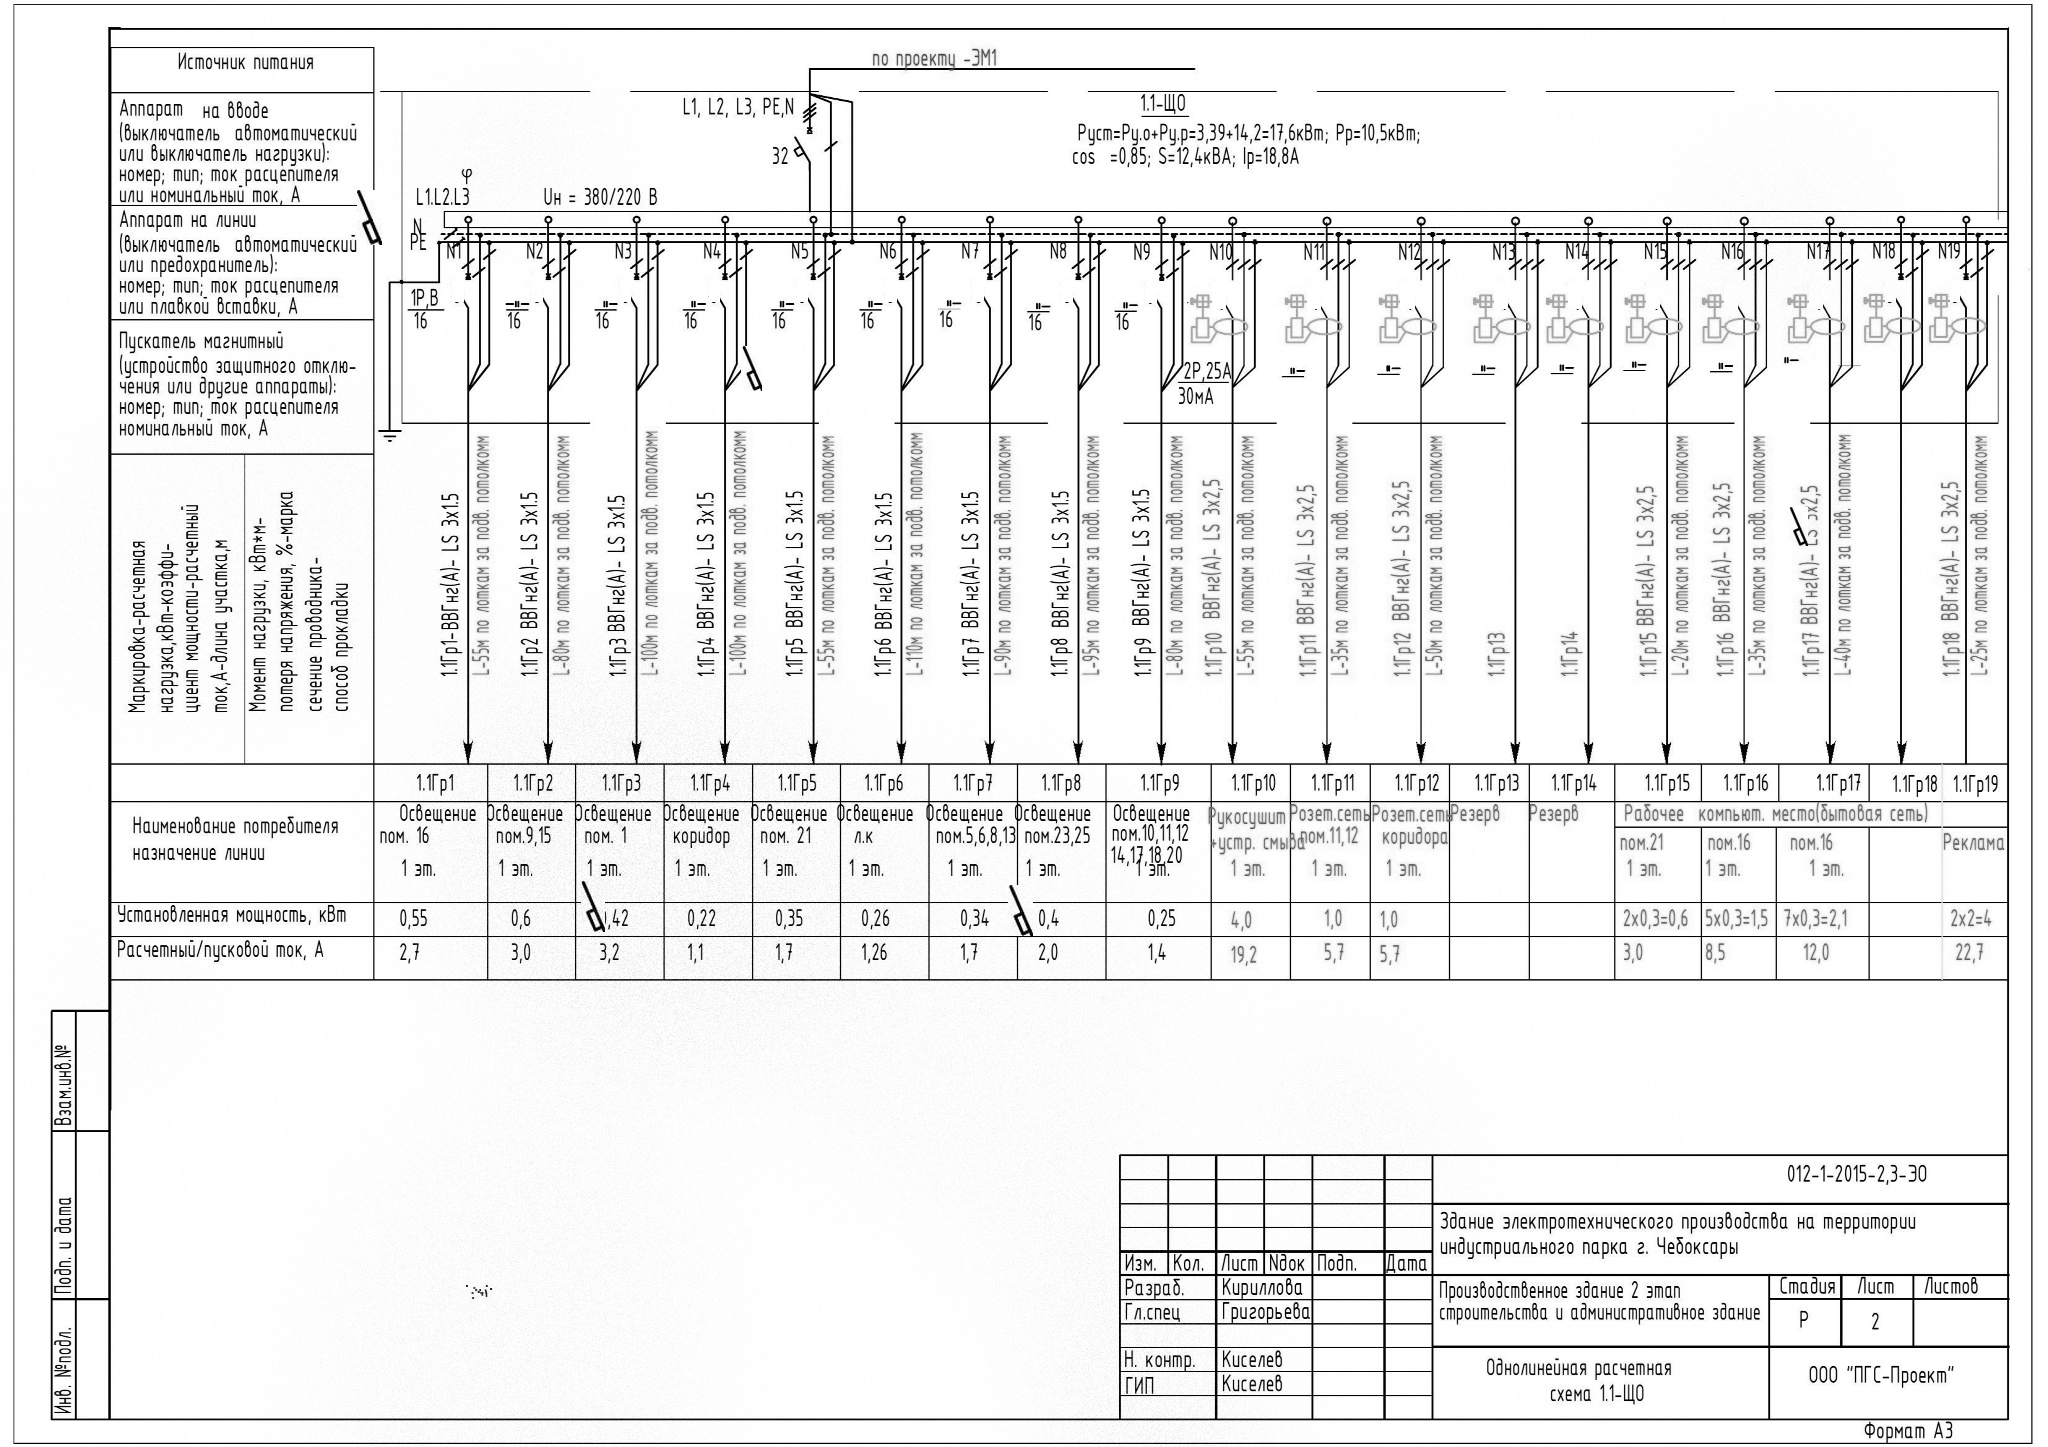 по проекту -ЭМ1
Источник питания
Аппарат на вводе
(выключатель автоматический
или выключатель нагрузки):
номер; тип; ток расцепителя
или номинальный ток, А
Аппарат на линии
(выключатель автоматический
или предохранитель):
номер; тип; ток расцепителя
или плавкой вставки, А
Пускатель магнитный
(устройство защитного отклю-
чения или другие аппараты):
номер; тип; ток расцепителя
номинальный ток, А
Маркировка-расчетная
нагрузка,кВт-коэффи-
циент мощности-расчетный
ток,А-длина участка,м
Момент нагрузки, кВт*м-
потеря напряжения, %-марка
сечение проводника-
способ прокладки
L1, L2, L3, PE,N
32
1.1-ЩО
Руст=Ру.о+Ру.р=3,39+14,2=17,6кВт; Рр=10,5кВт;
cos =0,85; S=12,4кВА; Iр=18,8А
φ
L1.L2.L3
Uн = 380/220 В
N
PE
N1 N2 N3 N4 N5 N6 N7 N8 N9 N10 N11 N12 N13 N14 N15 N16 N17 N18 N19
1Р,В
16
-"-
16
"-
16
"-
16
"-
16
"-
16
"-
16
"-
16
"-
16
2Р,25А
30мА
"-
"-
"-
"-
"-
"-
"-
1.1Гр1-ВВГнг(А)- LS 3х1.5
L-55м по лоткам за подв. потолкомм
1.1Гр2 ВВГнг(А)- LS 3х1.5
L-80м по лоткам за подв. потолкомм
1.1Гр3 ВВГнг(А)- LS 3х1.5
L-100м по лоткам за подв. потолкомм
1.1Гр4 ВВГнг(А)- LS 3х1.5
L-100м по лоткам за подв. потолкомм
1.1Гр5 ВВГнг(А)- LS 3х1.5
L-55м по лоткам за подв. потолкомм
1.1Гр6 ВВГнг(А)- LS 3х1.5
L-110м по лоткам за подв. потолкомм
1.1Гр7 ВВГнг(А)- LS 3х1.5
L-90м по лоткам за подв. потолкомм
1.1Гр8 ВВГнг(А)- LS 3х1.5
L-95м по лоткам за подв. потолкомм
1.1Гр9 ВВГнг(А)- LS 3х1.5
L-80м по лоткам за подв. потолкомм
1.1Гр10 ВВГнг(А)- LS 3х2,5
L-55м по лоткам за подв. потолкомм
1.1Гр11 ВВГнг(А)- LS 3х2,5
L-35м по лоткам за подв. потолкомм
1.1Гр12 ВВГнг(А)- LS 3х2,5
L-50м по лоткам за подв. потолкомм
1.1Гр13
1.1Гр14
1.1Гр15 ВВГнг(А)- LS 3х2,5
L-20м по лоткам за подв. потолкомм
1.1Гр16 ВВГнг(А)- LS 3х2,5
L-35м по лоткам за подв. потолкомм
1.1Гр17 ВВГнг(А)- LS 3х2,5
L-40м по лоткам за подв. потолкомм
1.1Гр18 ВВГнг(А)- LS 3х2,5
L-25м по лоткам за подв. потолкомм
1.1Гр1 1.1Гр2 1.1Гр3 1.1Гр4 1.1Гр5 1.1Гр6 1.1Гр7 1.1Гр8 1.1Гр9 1.1Гр10 1.1Гр11 1.1Гр12 1.1Гр13 1.1Гр14 1.1Гр15 1.1Гр16 1.1Гр17 1.1Гр18 1.1Гр19
Наименование потребителя
назначение линии
Освещение
пом. 16
1 эт.
Освещение
пом.9,15
1 эт.
Освещение
пом. 1
1 эт.
Освещение
коридор
1 эт.
Освещение
пом. 21
1 эт.
Освещение
л.к
1 эт.
Освещение
пом.5,6,8,13
1 эт.
Освещение
пом.23,25
1 эт.
Освещение
пом.10,11,12
14,17,18,20
1 эт.
Рукосушит
+устр. смыва
1 эт.
Розет.сеть
пом.11,12
1 эт.
Розет.сеть
коридора
1 эт.
Резерв
Резерв
Рабочее компьют. место(бытовая сеть)
пом.21
1 эт.
пом.16
1 эт.
пом.16
1 эт.
Реклама
Установленная мощность, кВт 0,55 0,6 ,42 0,22 0,35 0,26 0,34 0,4 0,25 4,0 1,0 1,0 2х0,3=0,6 5х0,3=1,5 7х0,3=2,1 2х2=4
Расчетный/пусковой ток, А 2,7 3,0 3,2 1,1 1,7 1,26 1,7 2,0 1,4 19,2 5,7 5,7 3,0 8,5 12,0 22,7
Взам.инв.№
Подп. и дата
Инв. №подл.
012-1-2015-2,3-ЭО
Здание электротехнического производства на территории
индустриального парка г. Чебоксары
Изм. Кол. Лист Nдок Подп. Дата
Разраб. Кириллова
Гл.спец Григорьева
Н. контр. Киселев
ГИП Киселев
Производственное здание 2 этап
строительства и административное здание
Стадия Лист Листов
Р 2
Однолинейная расчетная
схема 1.1-ЩО
ООО "ПГС-Проект"
Формат А3